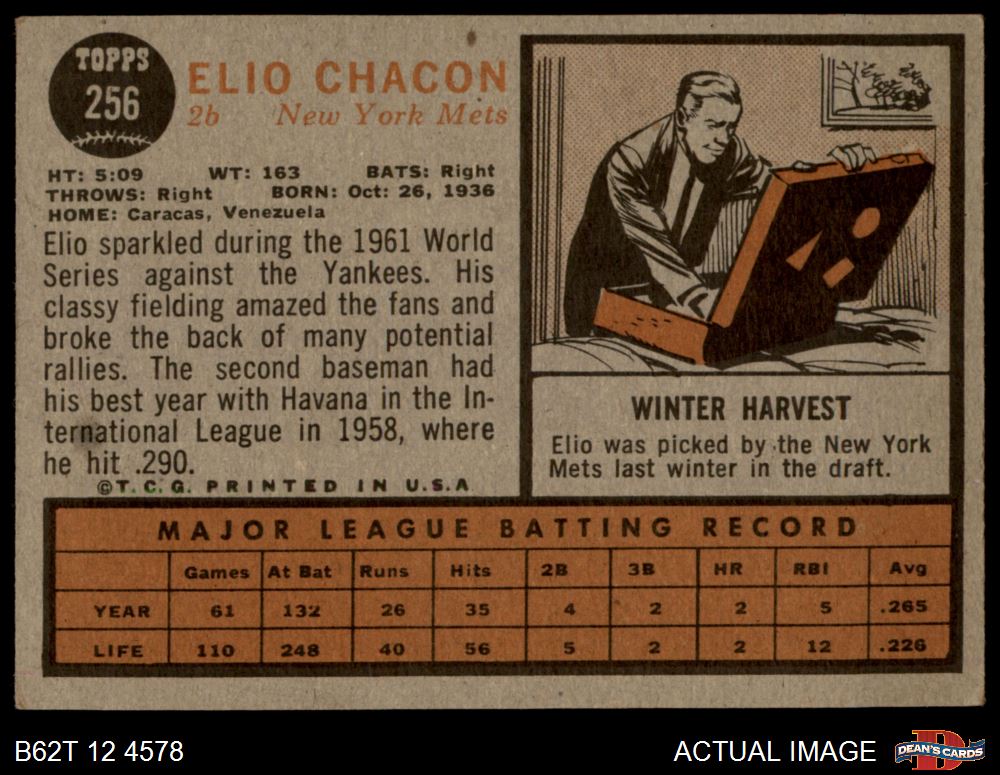 TOPPS
256
ELIO CHACON
2b New York Mets
HT: 5:09 WT: 163 BATS: Right
THROWS: Right BORN: Oct: 26, 1936
HOME: Caracas, Venezuela
Elio sparkled during the 1961 World
Series against the Yankees. His
classy fielding amazed the fans and
broke the back of many potential
rallies. The second baseman had
his best year with Havana in the In-
ternational League in 1958, where
he hit .290.
©T.C.G. PRINTED IN U.S.A
WINTER HARVEST
Elio was picked by the New York
Mets last winter in the draft.
MAJOR LEAGUE BATTING RECORD
Games At Bat Runs Hits 2B 3B HR RBI Avg
YEAR 61 132 26 35 4 2 2 5 .265
LIFE 110 248 40 56 5 2 2 12 .226
B62T 12 4578
ACTUAL IMAGE
DEAN'S CARDS